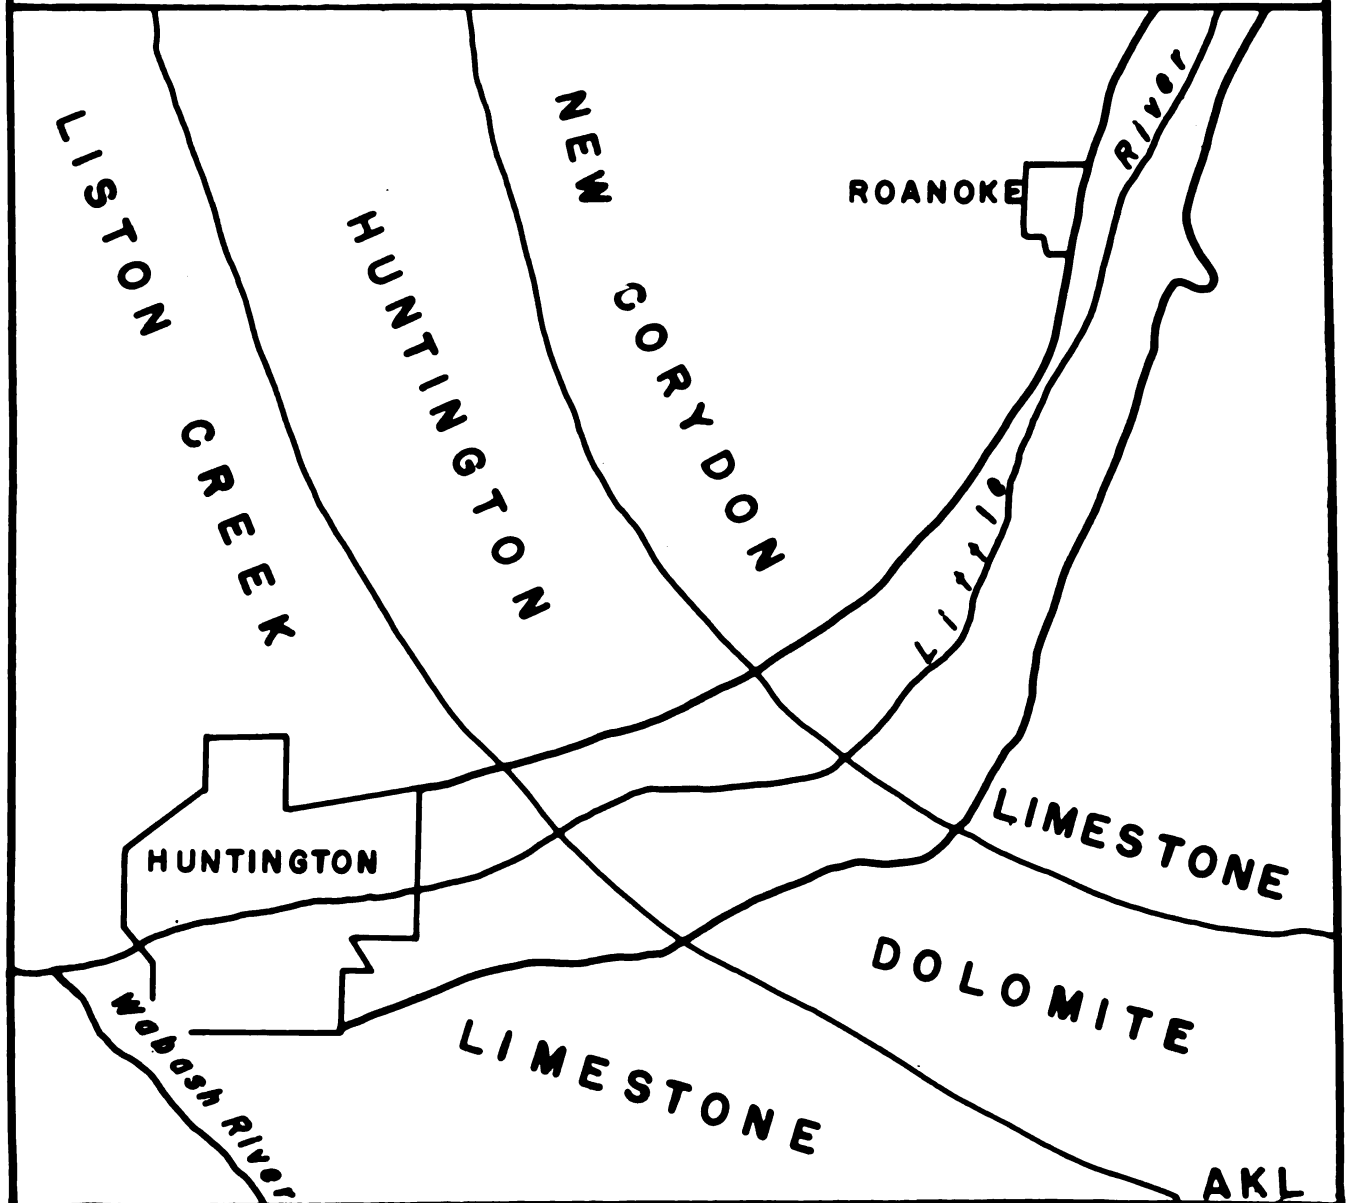 LISTON CREEK LIMESTONE
HUNTINGTON DOLOMITE
NEW CORYDON LIMESTONE
ROANOKE
Little River
HUNTINGTON
Wabash River
AKL